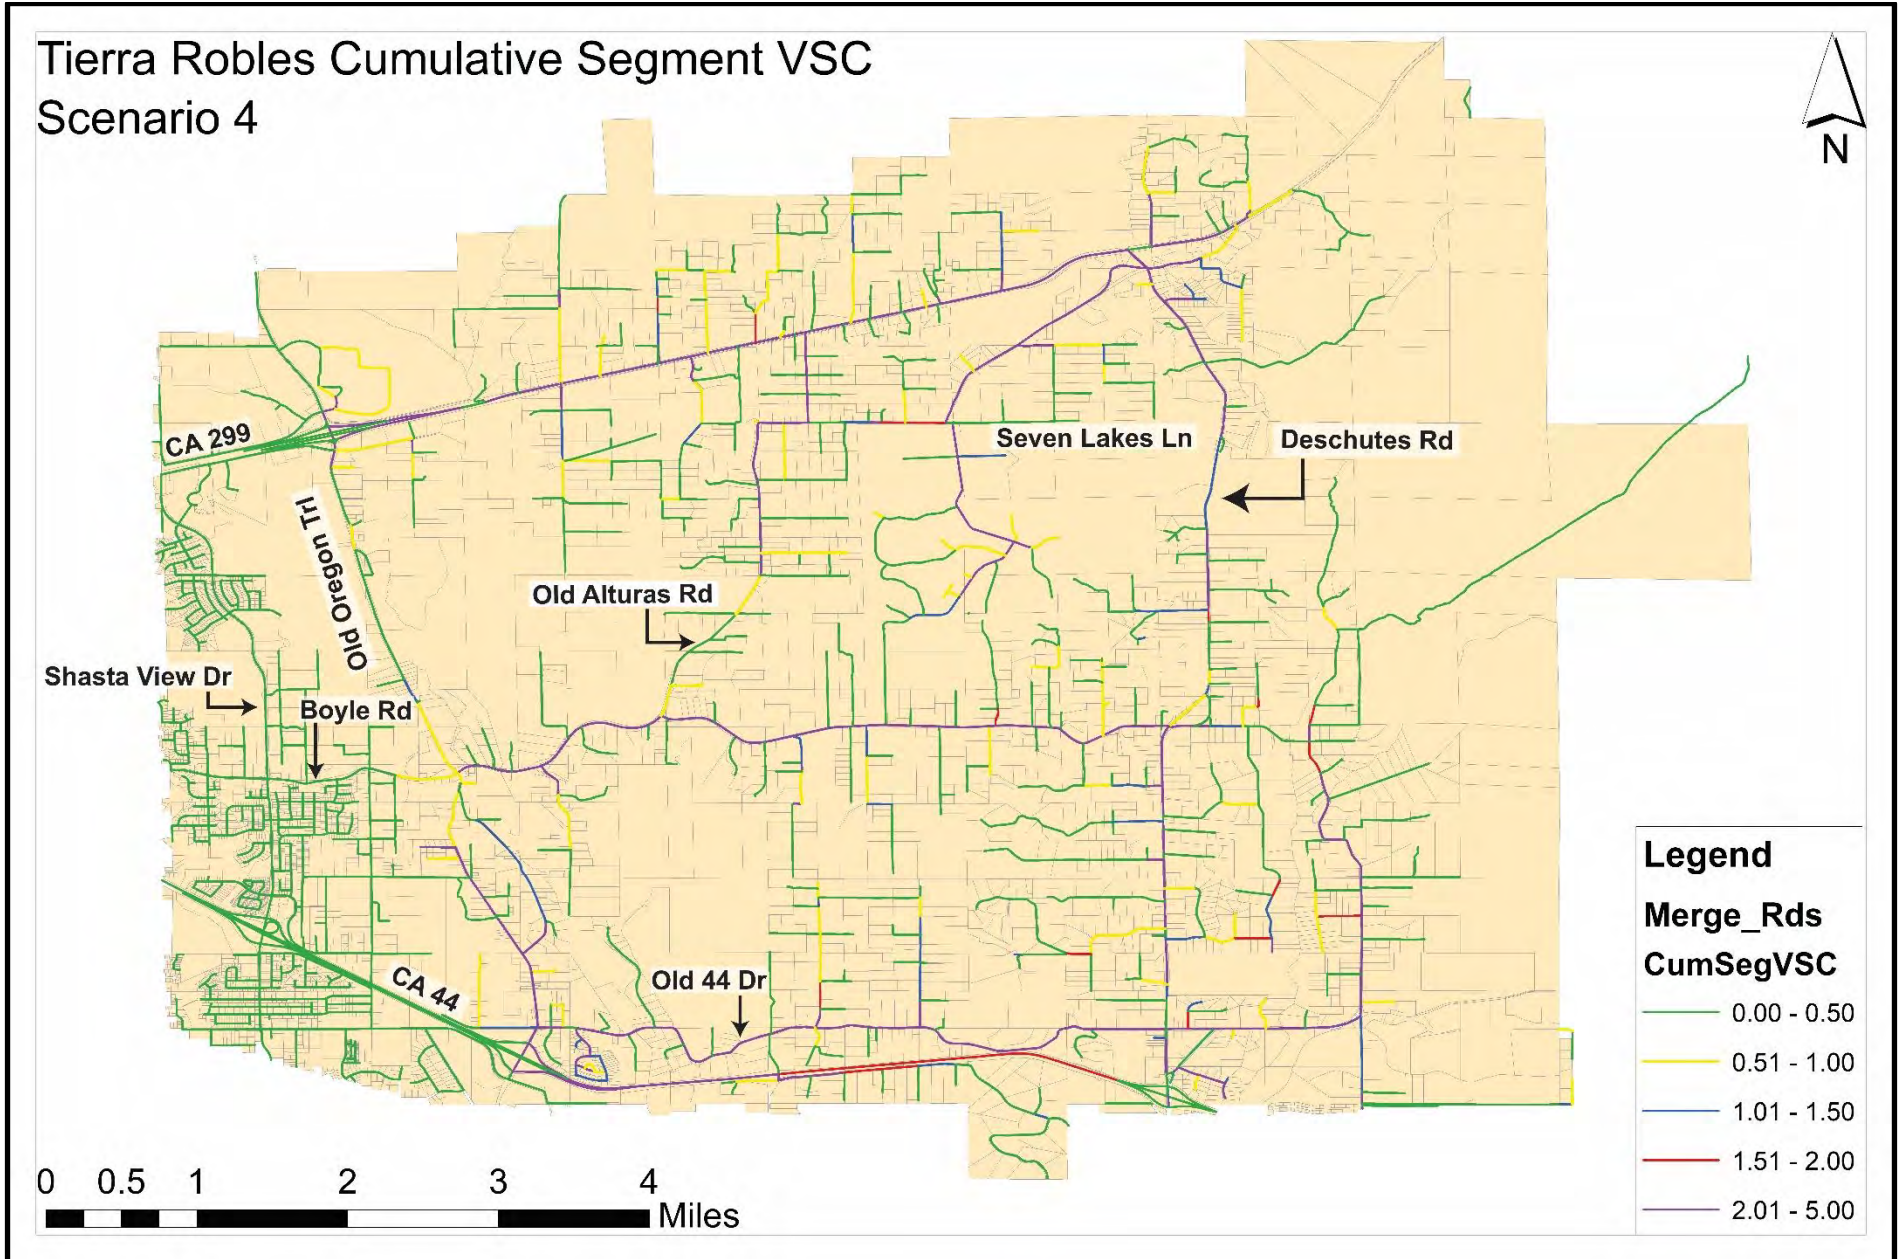 Tierra Robles Cumulative Segment VSC
Scenario 4
N
CA 299
Seven Lakes Ln
Deschutes Rd
Old Oregon Trl
Old Alturas Rd
Shasta View Dr
Boyle Rd
CA 44
Old 44 Dr
Legend
Merge_Rds
CumSegVSC
0.00 - 0.50
0.51 - 1.00
1.01 - 1.50
1.51 - 2.00
2.01 - 5.00
0 0.5 1 2 3 4
Miles